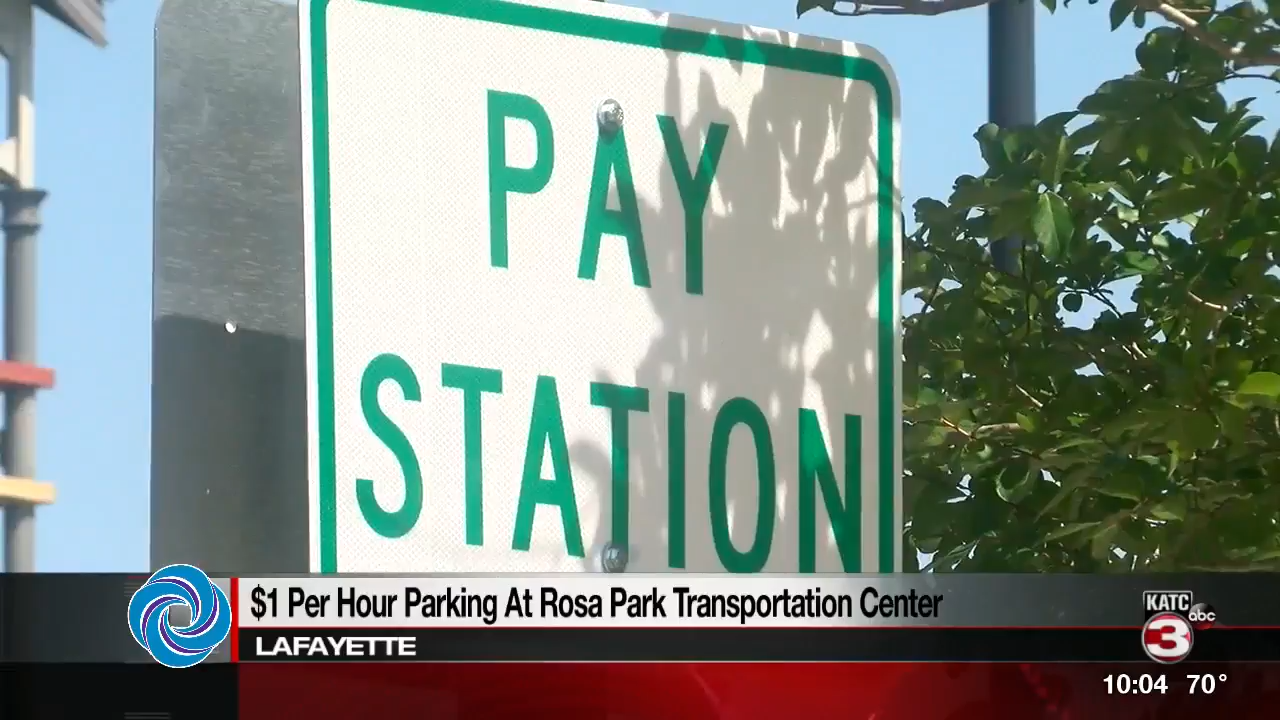 PAY
STATION
$1 Per Hour Parking At Rosa Park Transportation Center
LAFAYETTE
KATC
abc
3
10:04 70°